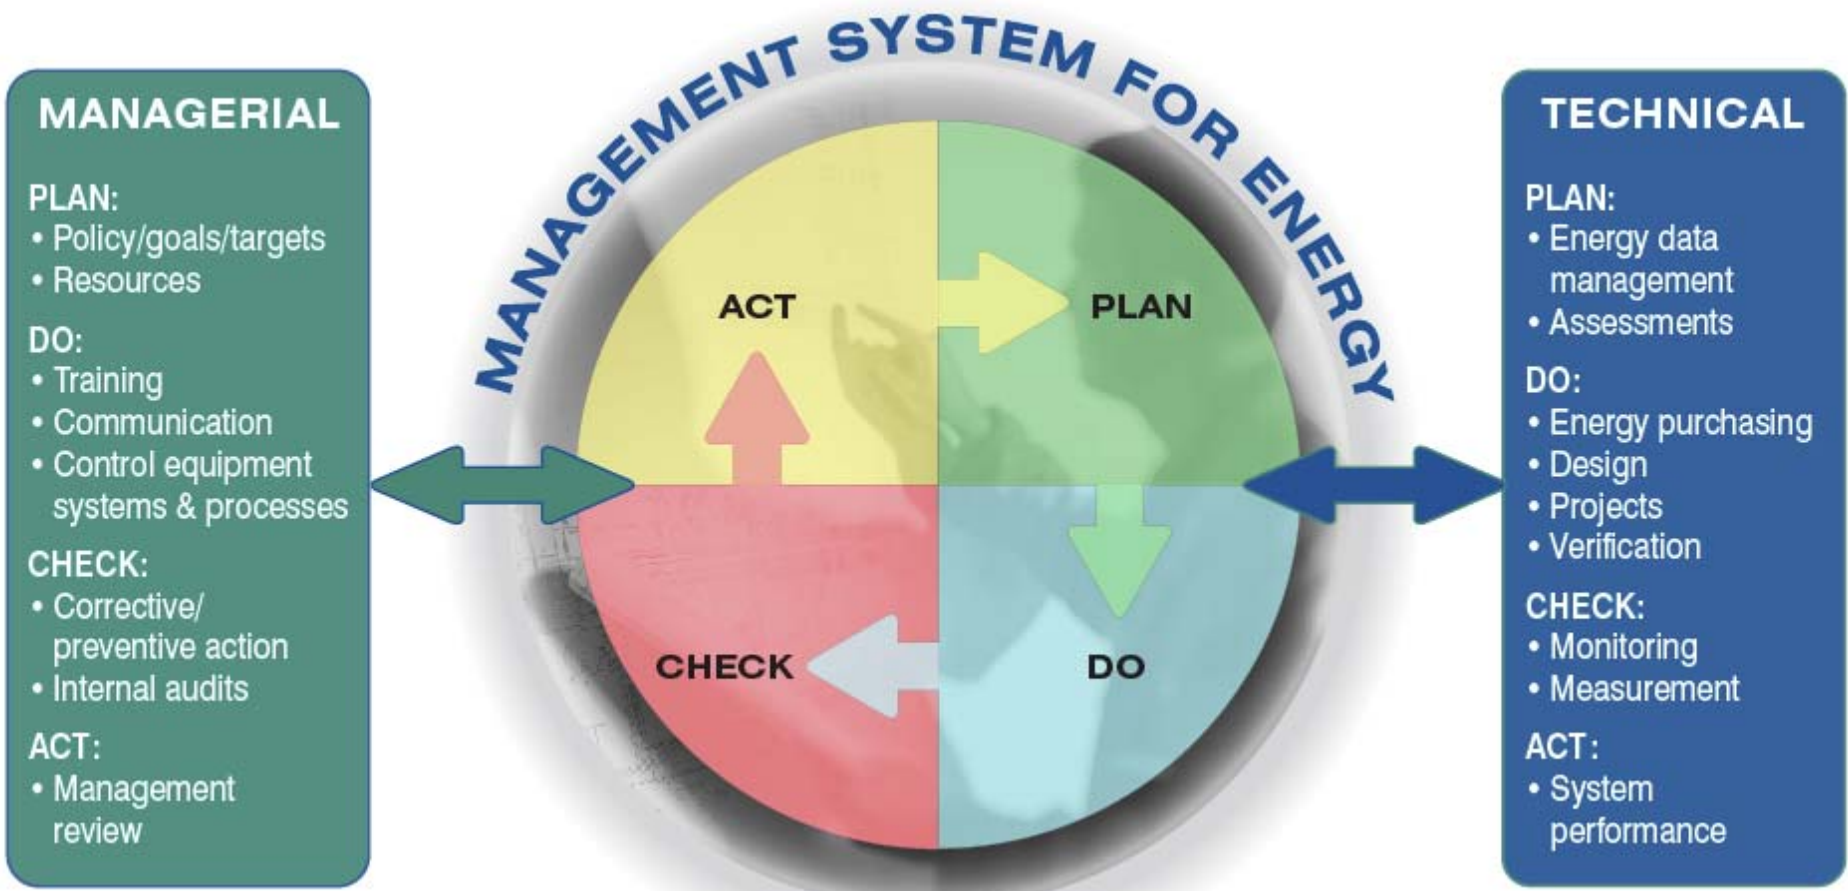 MANAGEMENT SYSTEM FOR ENERGY
MANAGERIAL
PLAN:
• Policy/goals/targets
• Resources
DO:
• Training
• Communication
• Control equipment
systems & processes
CHECK:
• Corrective/
preventive action
• Internal audits
ACT:
• Management
review
ACT
PLAN
CHECK
DO
TECHNICAL
PLAN:
• Energy data
management
• Assessments
DO:
• Energy purchasing
• Design
• Projects
• Verification
CHECK:
• Monitoring
• Measurement
ACT:
• System
performance